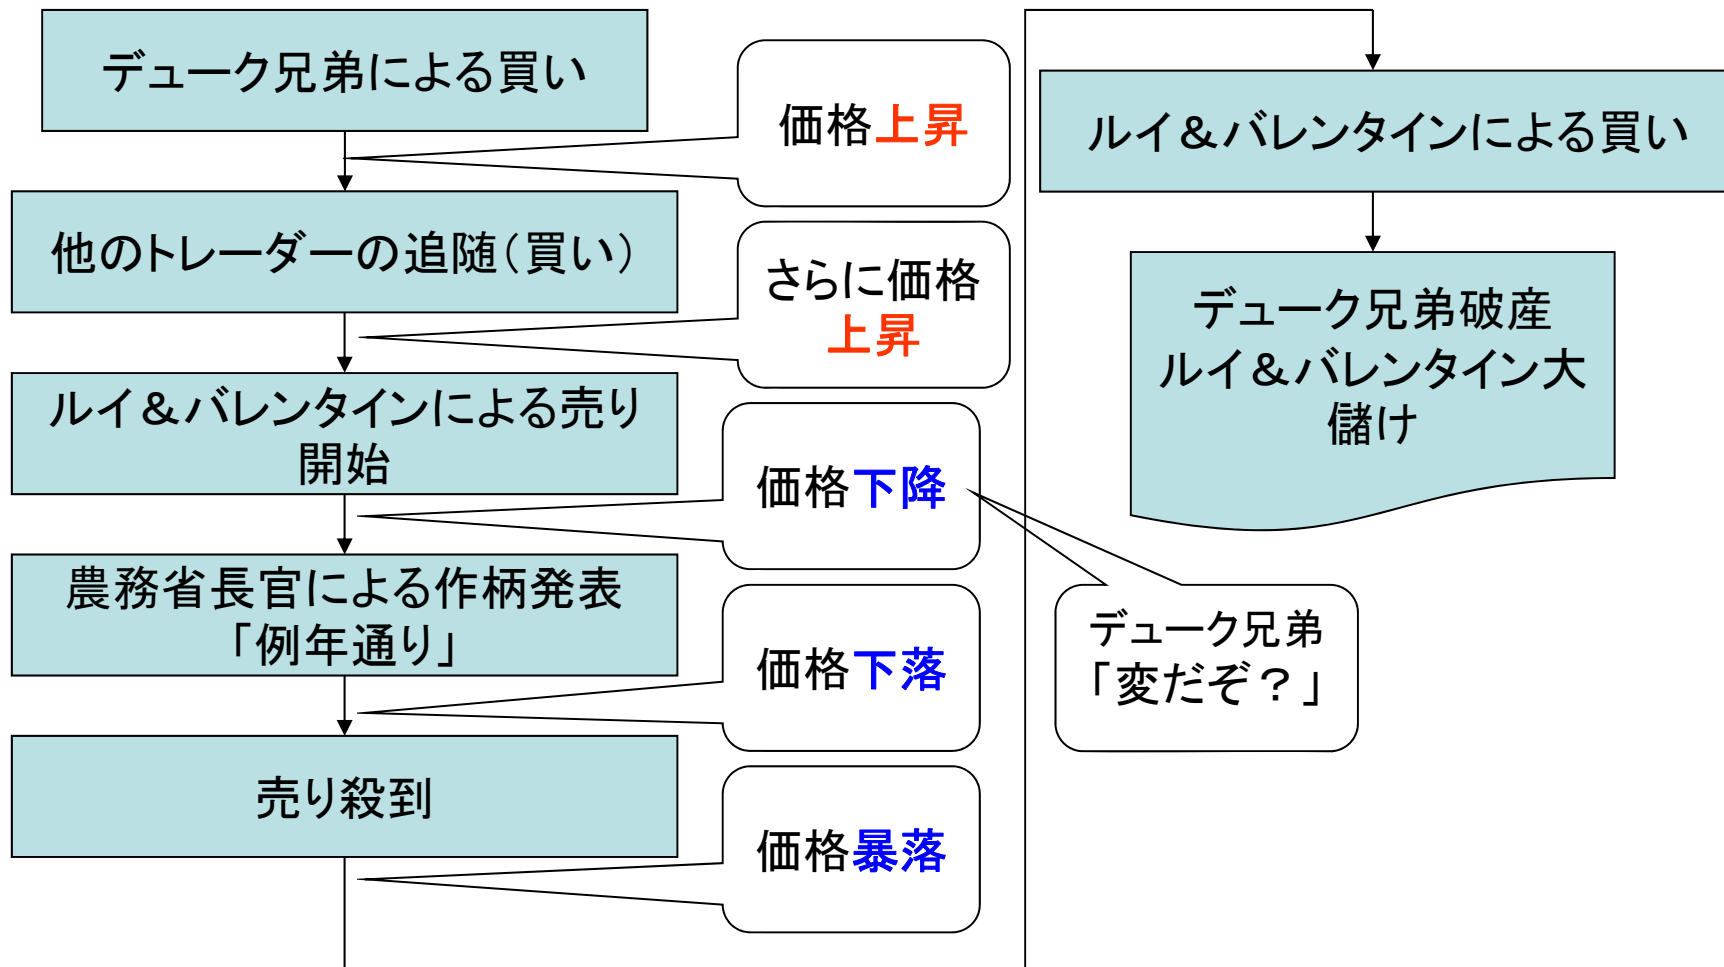 デューク兄弟による買い
価格上昇
他のトレーダーの追随（買い）
さらに価格
上昇
ルイ＆バレンタインによる売り
開始
価格下降
デューク兄弟
「変だぞ？」
農務省長官による作柄発表
「例年通り」
価格下落
売り殺到
価格暴落
ルイ＆バレンタインによる買い
デューク兄弟破産
ルイ＆バレンタイン大
儲け